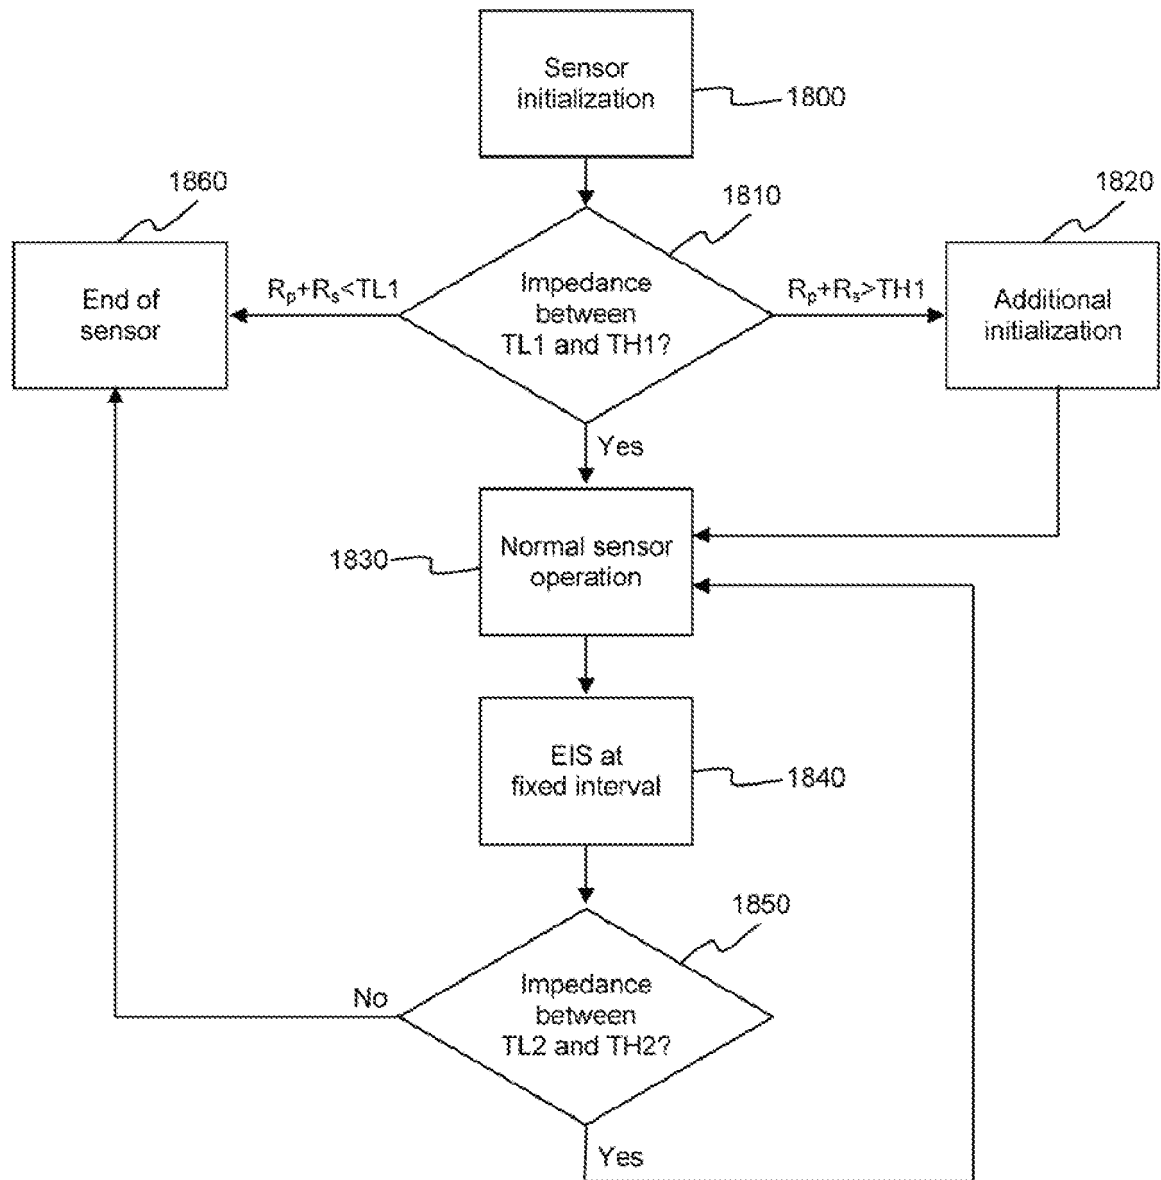 Sensor
initialization
1800
1860
1810
1820
End of
sensor
Rp+Rs<TL1
Impedance
between
TL1 and TH1?
Rp+Rs>TH1
Additional
initialization
Yes
1830
Normal sensor
operation
EIS at
fixed interval
1840
1850
No
Impedance
between
TL2 and TH2?
Yes